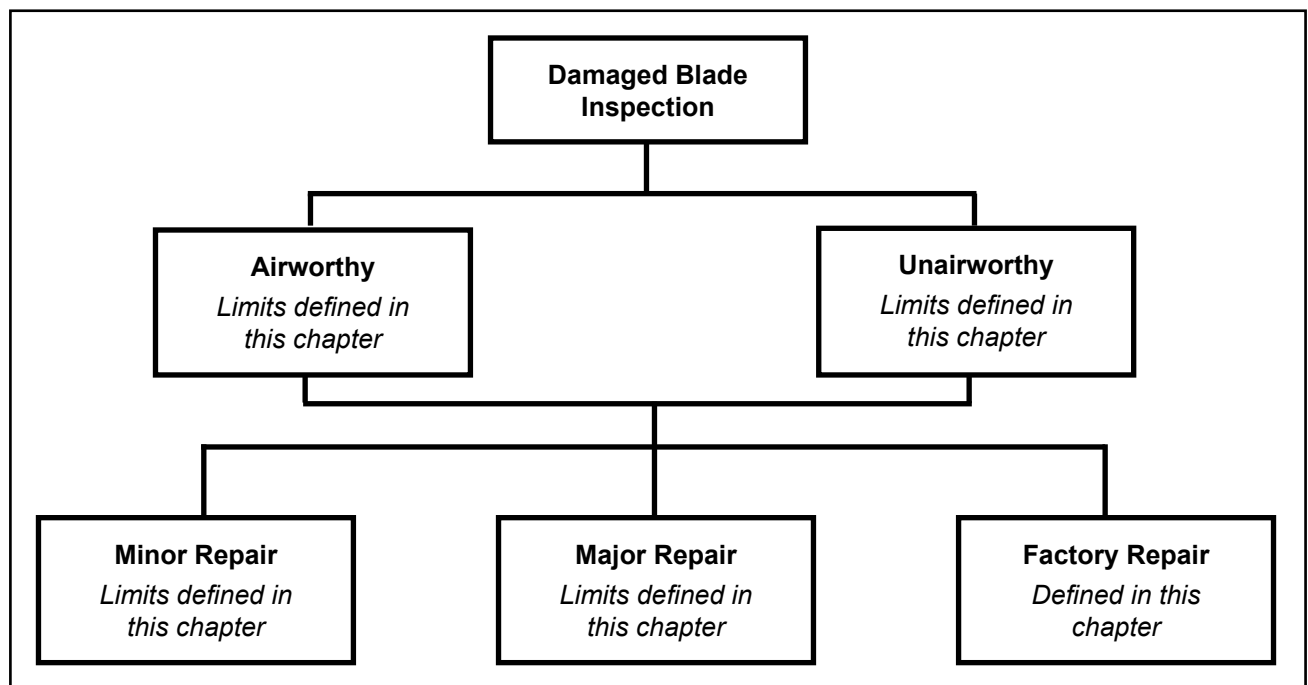 Damaged Blade
Inspection
Airworthy
Limits defined in
this chapter
Unairworthy
Limits defined in
this chapter
Minor Repair
Limits defined in
this chapter
Major Repair
Limits defined in
this chapter
Factory Repair
Defined in this
chapter